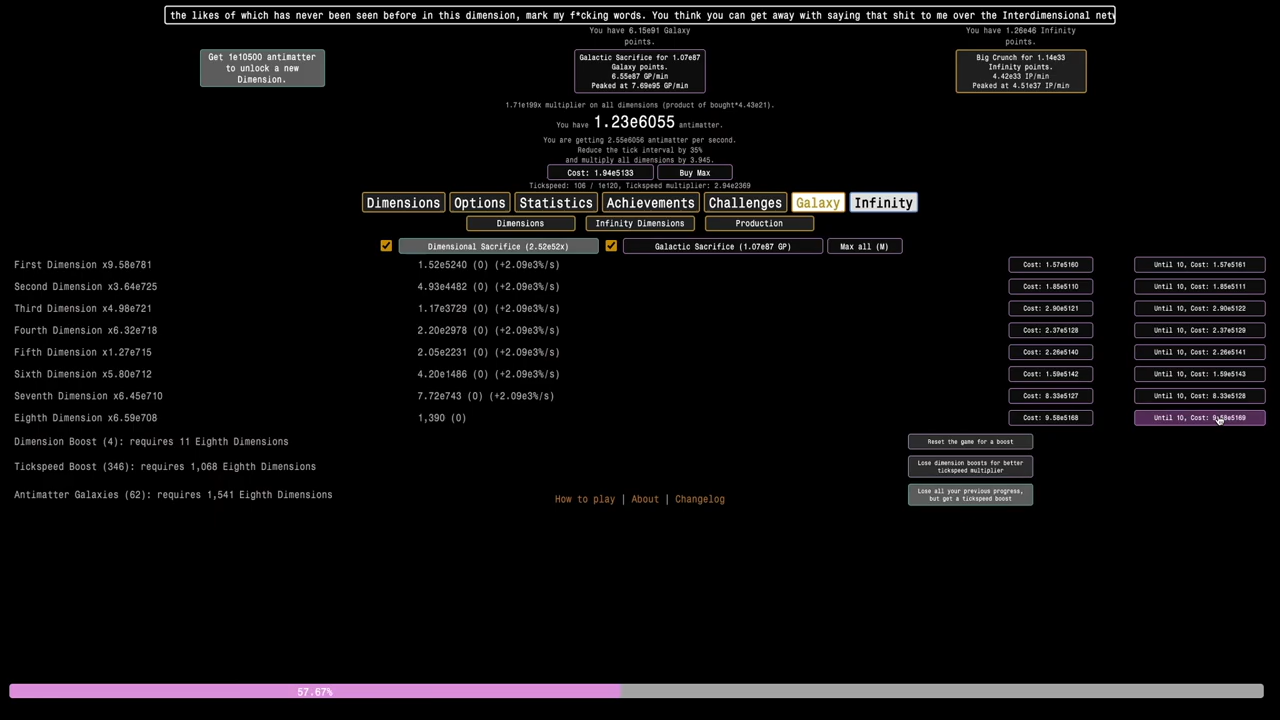 the likes of which has never been seen before in this dimension, mark my f*cking words. You think you can get away with saying that shit to me over the Interdimensional
You have 6.15e91 Galaxy
points.
You have 1.26e46 Infinity
points.
Get 1e10500 antimatter
to unlock a new
Dimension.
Galactic Sacrifice for 1.07e87
Galaxy points.
6.55e87 GP/min
Peaked at 7.69e95 GP/min
Big Crunch for 1.14e33
Infinity points.
4.42e33 IP/min
Peaked at 4.51e37 IP/min
1.71e199x multiplier on all dimensions (product of bought*4.43e21).
You have 1.23e6055 antimatter.
You are getting 2.55e6056 antimatter per second.
Reduce the tick interval by 35%
and multiply all dimensions by 3.945.
Cost: 1.94e5133 Buy Max
Tickspeed: 106 / 1e120, Tickspeed multiplier: 2.94e2369
Dimensions Options Statistics Achievements Challenges Galaxy Infinity
Dimensions Infinity Dimensions Production
Dimensional Sacrifice (2.52e52x) Galactic Sacrifice (1.07e87 GP) Max all (M)
First Dimension x9.58e781 1.52e5240 (0) (+2.09e3%/s) Cost: 1.57e5160 Until 10, Cost: 1.57e5161
Second Dimension x3.64e725 4.93e4482 (0) (+2.09e3%/s) Cost: 1.85e5110 Until 10, Cost: 1.85e5111
Third Dimension x4.98e721 1.17e3729 (0) (+2.09e3%/s) Cost: 2.90e5121 Until 10, Cost: 2.90e5122
Fourth Dimension x6.32e718 2.20e2978 (0) (+2.09e3%/s) Cost: 2.37e5128 Until 10, Cost: 2.37e5129
Fifth Dimension x1.27e715 2.05e2231 (0) (+2.09e3%/s) Cost: 2.26e5140 Until 10, Cost: 2.26e5141
Sixth Dimension x5.80e712 4.20e1486 (0) (+2.09e3%/s) Cost: 1.59e5142 Until 10, Cost: 1.59e5143
Seventh Dimension x6.45e710 7.72e743 (0) (+2.09e3%/s) Cost: 8.33e5127 Until 10, Cost: 8.33e5128
Eighth Dimension x6.59e708 1,390 (0) Cost: 9.58e5168 Until 10, Cost: 9.58e5169
Dimension Boost (4): requires 11 Eighth Dimensions Reset the game for a boost
Tickspeed Boost (346): requires 1,068 Eighth Dimensions Lose dimension boosts for better
tickspeed multiplier
Antimatter Galaxies (62): requires 1,541 Eighth Dimensions Lose all your previous progress,
but get a tickspeed boost
How to play | About | Changelog
57.67%